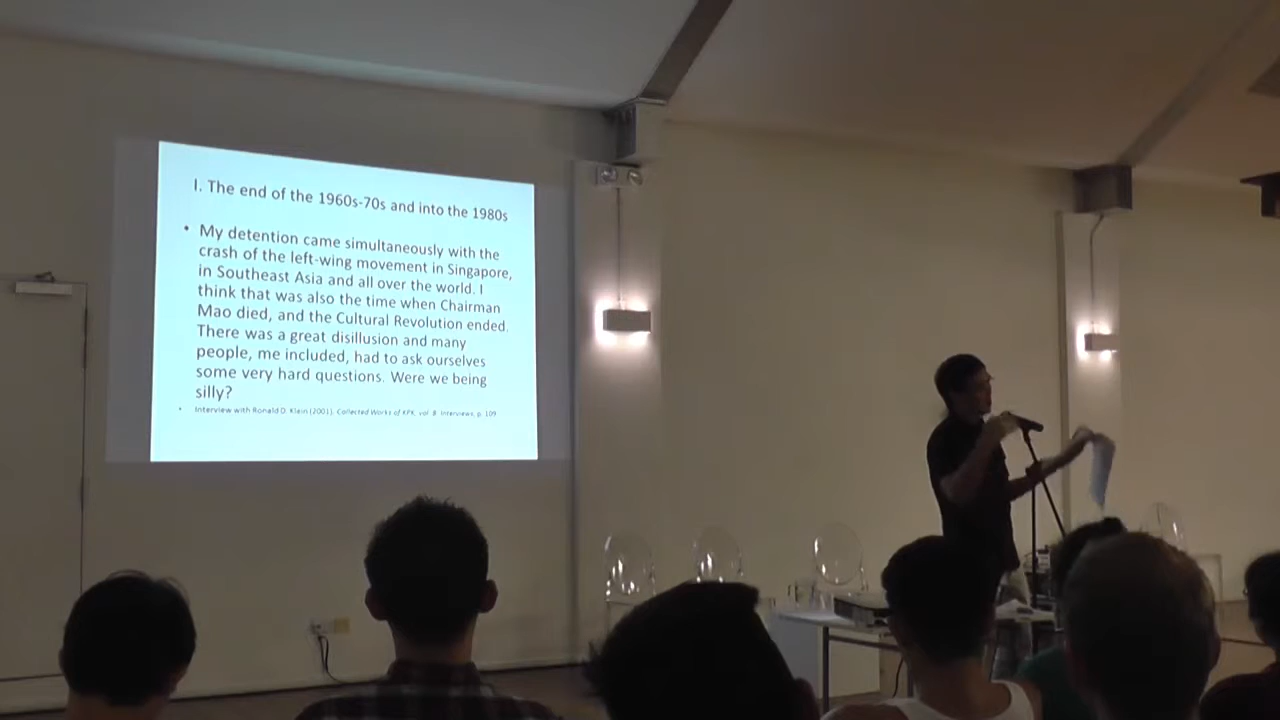 I. The end of the 1960s-70s and into the 1980s
• My detention came simultaneously with the
crash of the left-wing movement in Singapore,
in Southeast Asia and all over the world. I
think that was also the time when Chairman
Mao died, and the Cultural Revolution ended.
There was a great disillusion and many
people, me included, had to ask ourselves
some very hard questions. Were we being
silly?
• Interview with Ronald D. Klein (2001). Collected Works of KPK, vol. 8: Interviews, p. 109